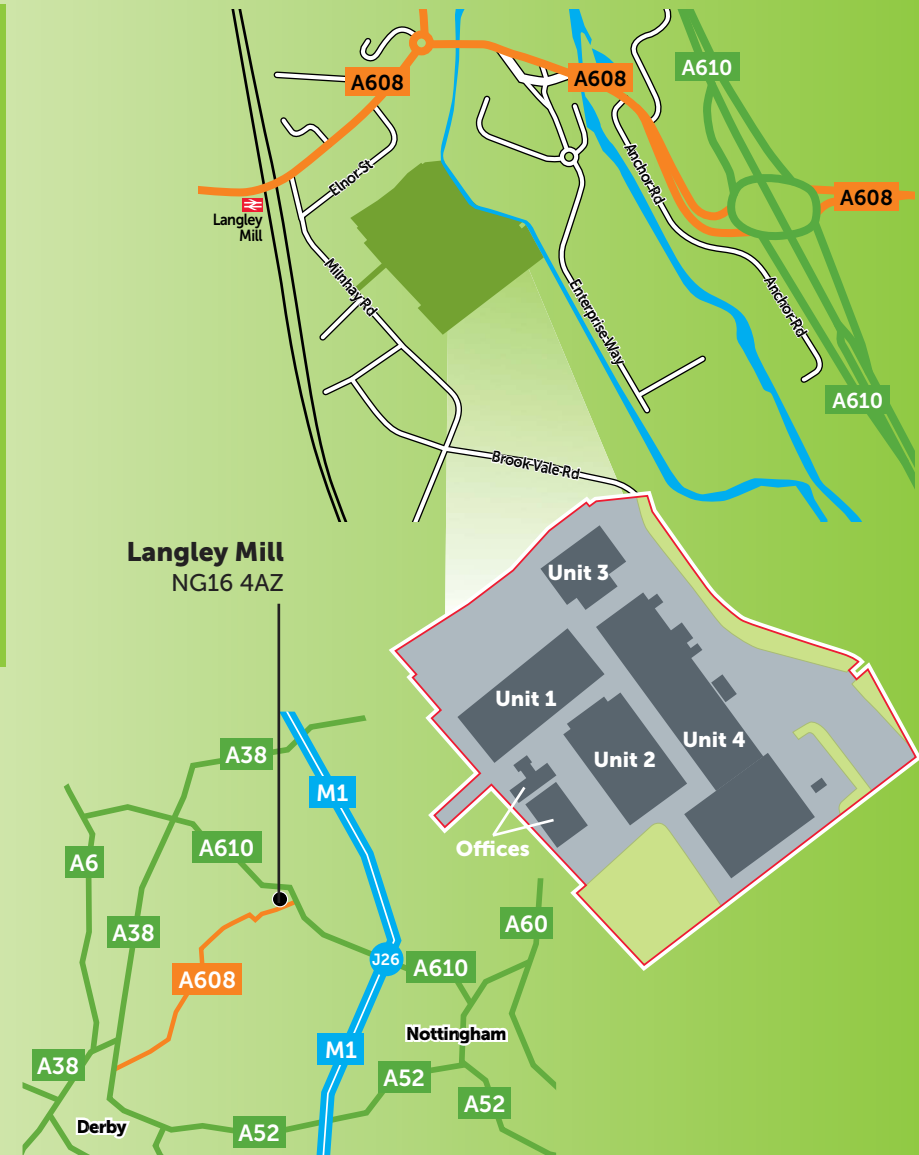 A610
A608
A608
Anchor Rd
Elnor St
A608
Langley
Mill
Milnhay Rd
Enterprise Way
Anchor Rd
A610
Brook Vale Rd
Langley Mill
NG16 4AZ
Unit 3
Unit 1
Unit 2
Unit 4
Offices
A38
M1
A610
A6
A38
A60
J26
A610
A608
Nottingham
M1
A38
A52
A52
Derby
A52